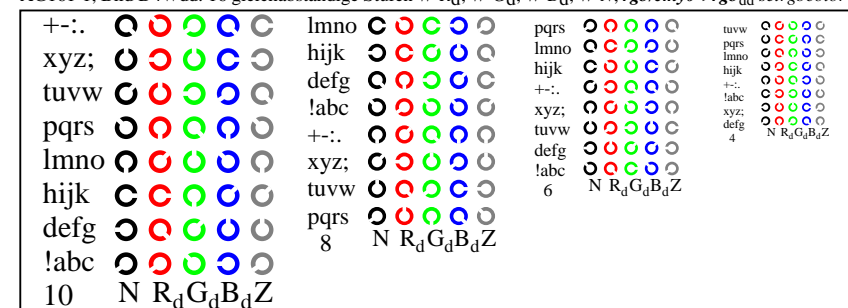 +-:.
xyz;
tuvw
pqrs
lmno
hijk
defg
!abc
10 N RdGdBdZ
lmno
hijk
defg
!abc
+-:.
xyz;
tuvw
pqrs
8 N RdGdBdZ
pqrs
lmno
hijk
+-:.
xyz;
tuvw
defg
!abc
6 N RdGdBdZ
tuvw
pqrs
lmno
hijk
+-:.
!abc
xyz;
defg
4 N RdGdBdZ